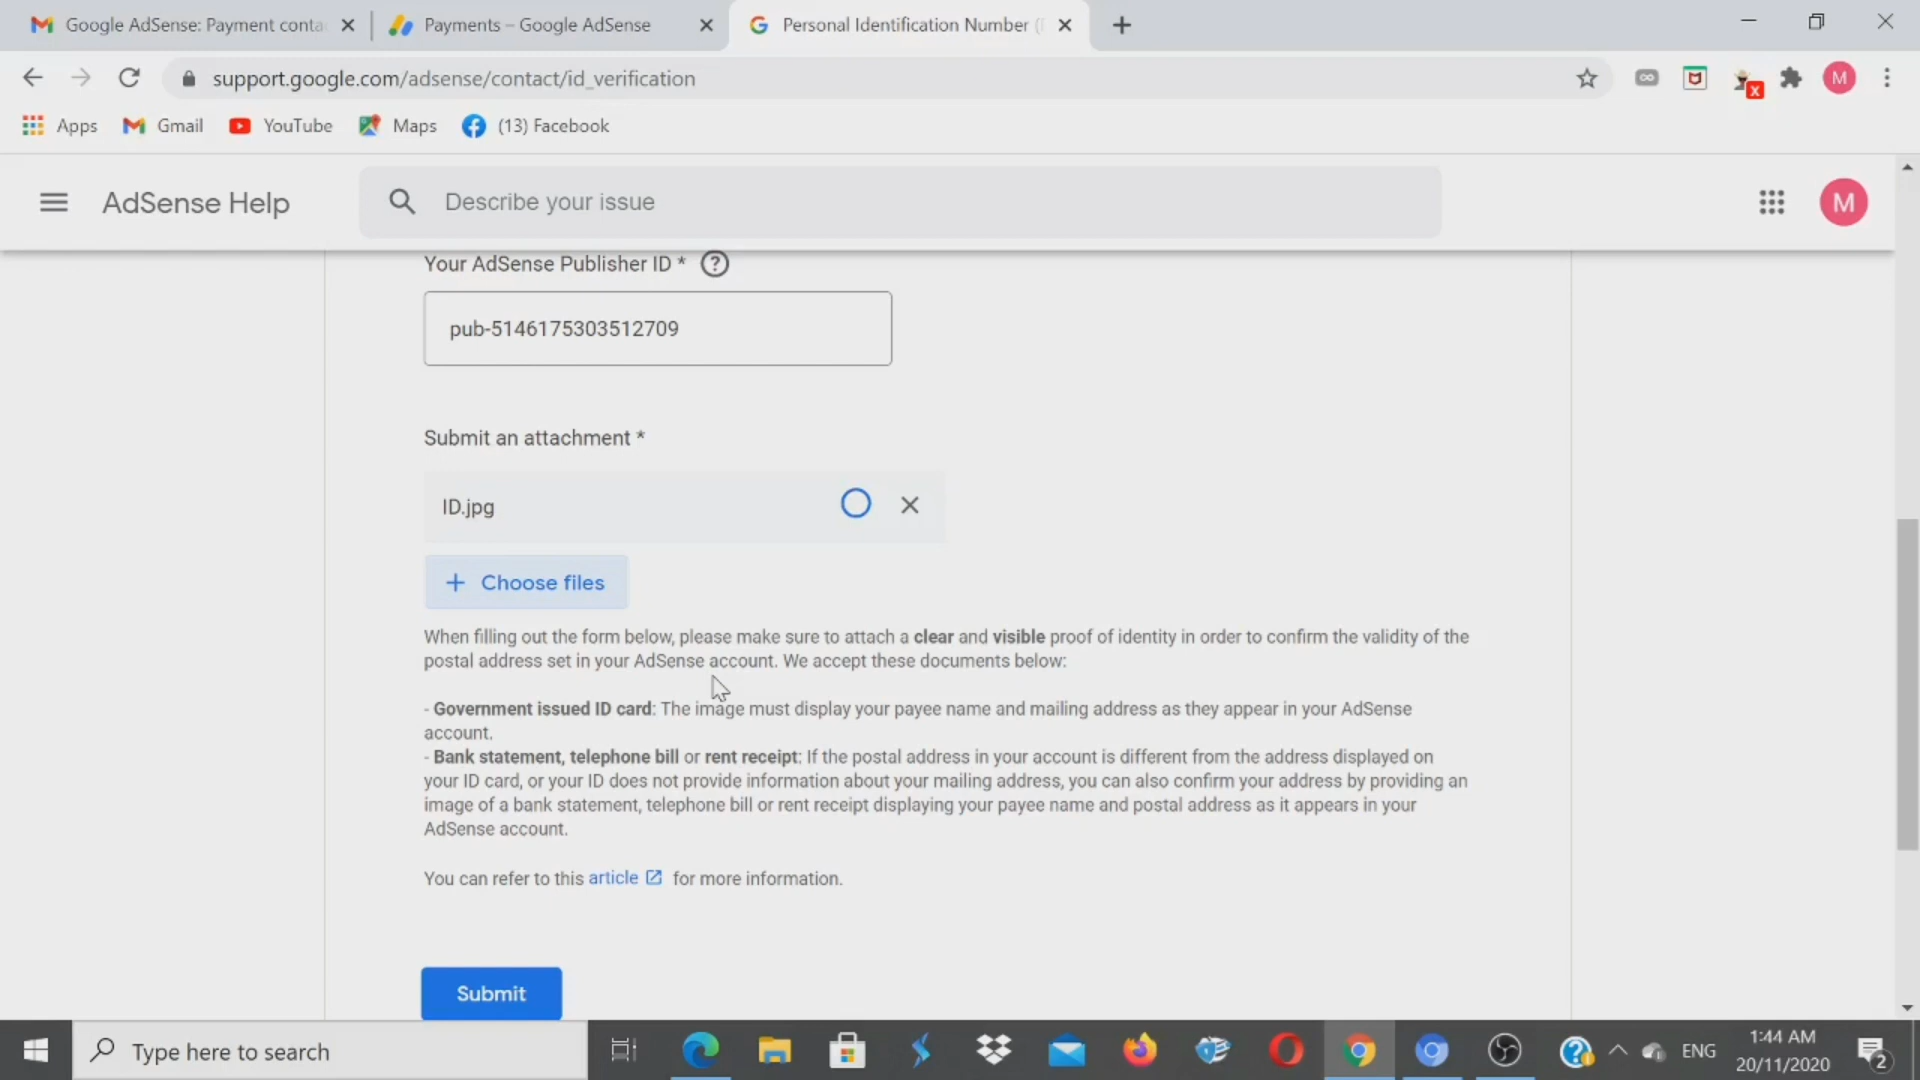 Google AdSense: Payment conta
Payments – Google AdSense
Personal Identification Number (
support.google.com/adsense/contact/id_verification
M
Apps
Gmail
YouTube
Maps
(13) Facebook
AdSense Help
Describe your issue
M
Your AdSense Publisher ID *
pub-5146175303512709
Submit an attachment *
ID.jpg
+ Choose files
When filling out the form below, please make sure to attach a clear and visible proof of identity in order to confirm the validity of the
postal address set in your AdSense account. We accept these documents below:
- Government issued ID card: The image must display your payee name and mailing address as they appear in your AdSense
account.
- Bank statement, telephone bill or rent receipt: If the postal address in your account is different from the address displayed on
your ID card, or your ID does not provide information about your mailing address, you can also confirm your address by providing an
image of a bank statement, telephone bill or rent receipt displaying your payee name and postal address as it appears in your
AdSense account.
You can refer to this article for more information.
Submit
Type here to search
ENG
1:44 AM
20/11/2020
2